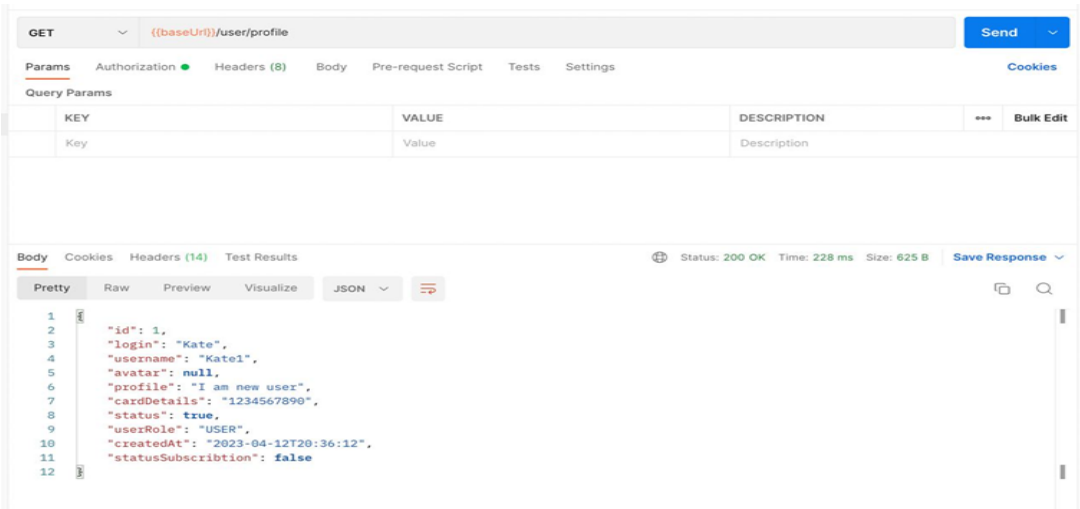 GET {{baseUrl}}/user/profile Send
Params Authorization Headers (8) Body Pre-request Script Tests Settings Cookies
Query Params
KEY VALUE DESCRIPTION ••• Bulk Edit
Key Value Description
Body Cookies Headers (14) Test Results Status: 200 OK Time: 228 ms Size: 625 B Save Response
Pretty Raw Preview Visualize JSON
1 {
2 "id": 1,
3 "login": "Kate",
4 "username": "Kate1",
5 "avatar": null,
6 "profile": "I am new user",
7 "cardDetails": "1234567890",
8 "status": true,
9 "userRole": "USER",
10 "createdAt": "2023-04-12T20:36:12",
11 "statusSubscribtion": false
12 }